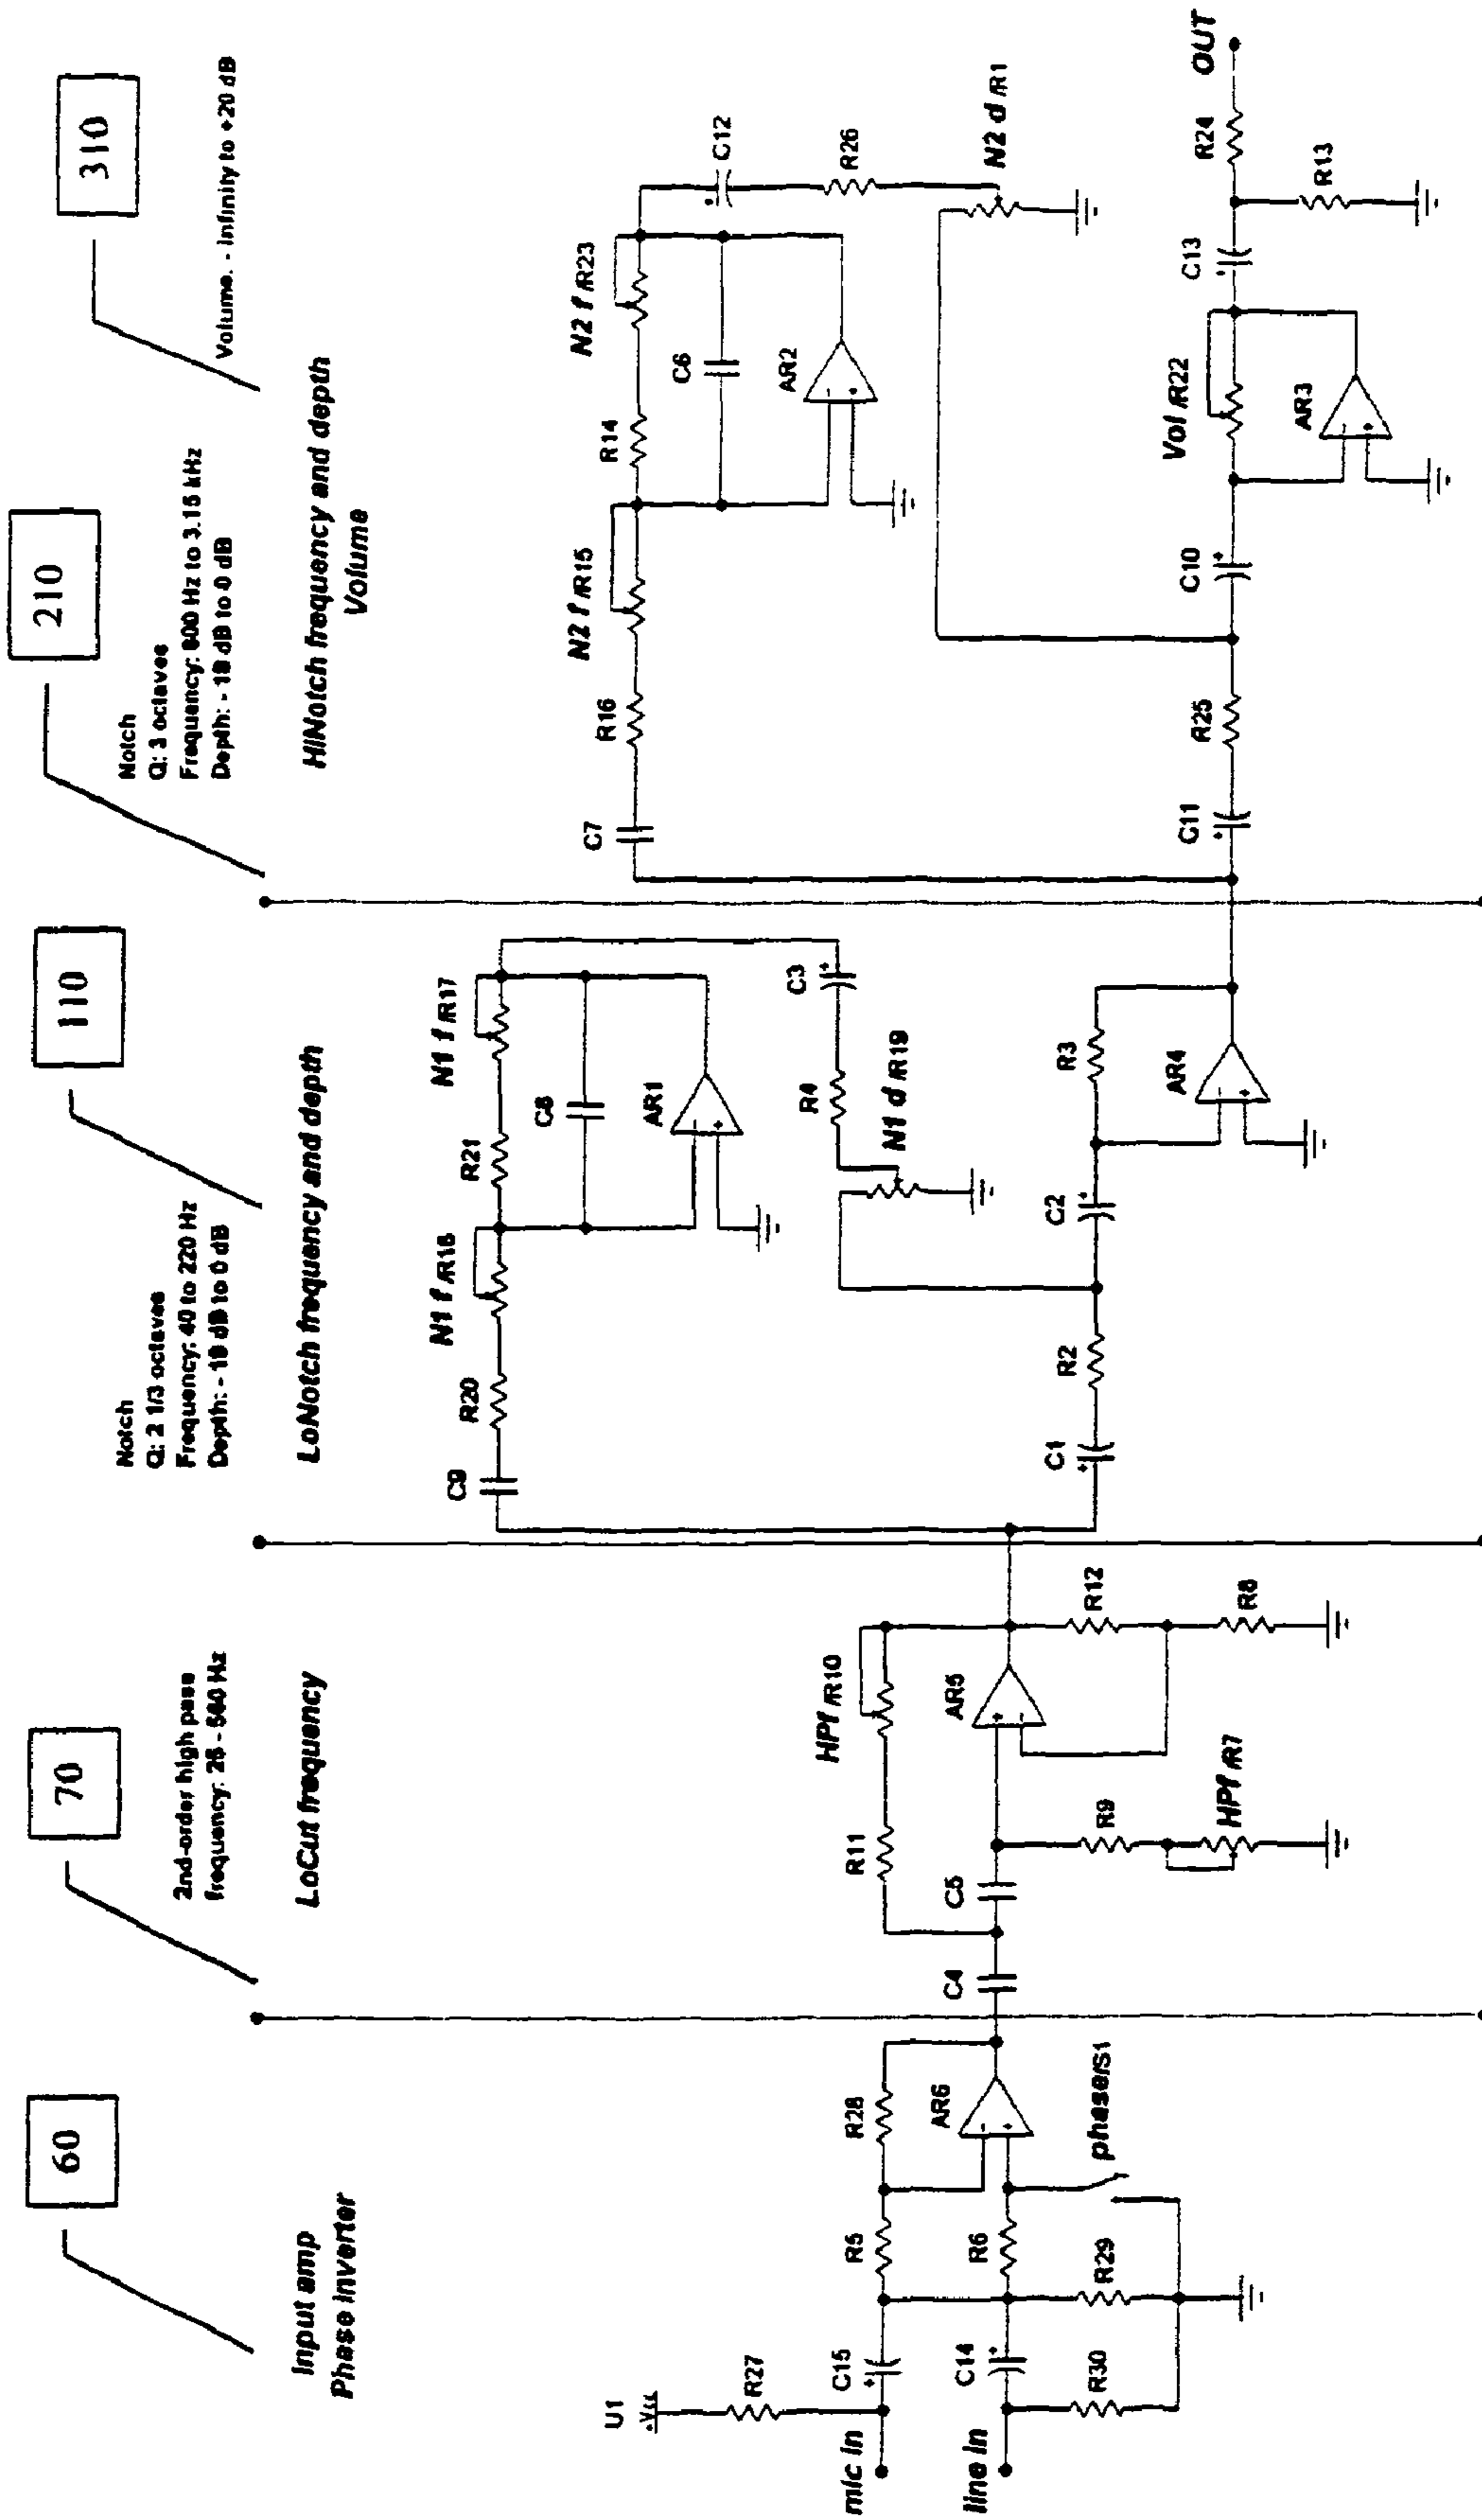 60
Input amp
Phase inverter
U1
.Vcc
R27
mic in
C15
R5
R28
AR6
line in
C14
R6
R29
R30
phase/S1
70
2nd-order high pass
frequency: 25 - 560 Hz
LoCut frequency
C4
C5
R11
HPf/R10
AR5
R9
HPf/R7
R12
R8
110
Notch
Q: 2 1/3 octaves
Frequency: 40 to 220 Hz
Depth: - 18 dB to 0 dB
LoNotch frequency and depth
C9
R20
N1 f/R18
R21
N1 f/R17
C8
AR1
C3
R4
N1 d/R19
C1
R2
C2
R3
AR4
210
Notch
Q: 3 octaves
Frequency: 600 Hz to 3.15 kHz
Depth: - 18 dB to 0 dB
310
Volume. - Infinity to +20 dB
HiNotch frequency and depth
Volume
C7
R16
N2 f/R15
R14
N2 f/R23
C6
AR2
C12
R26
N2 d/R1
C11
R25
C10
Vol/R22
AR3
C13
R24
R13
OUT